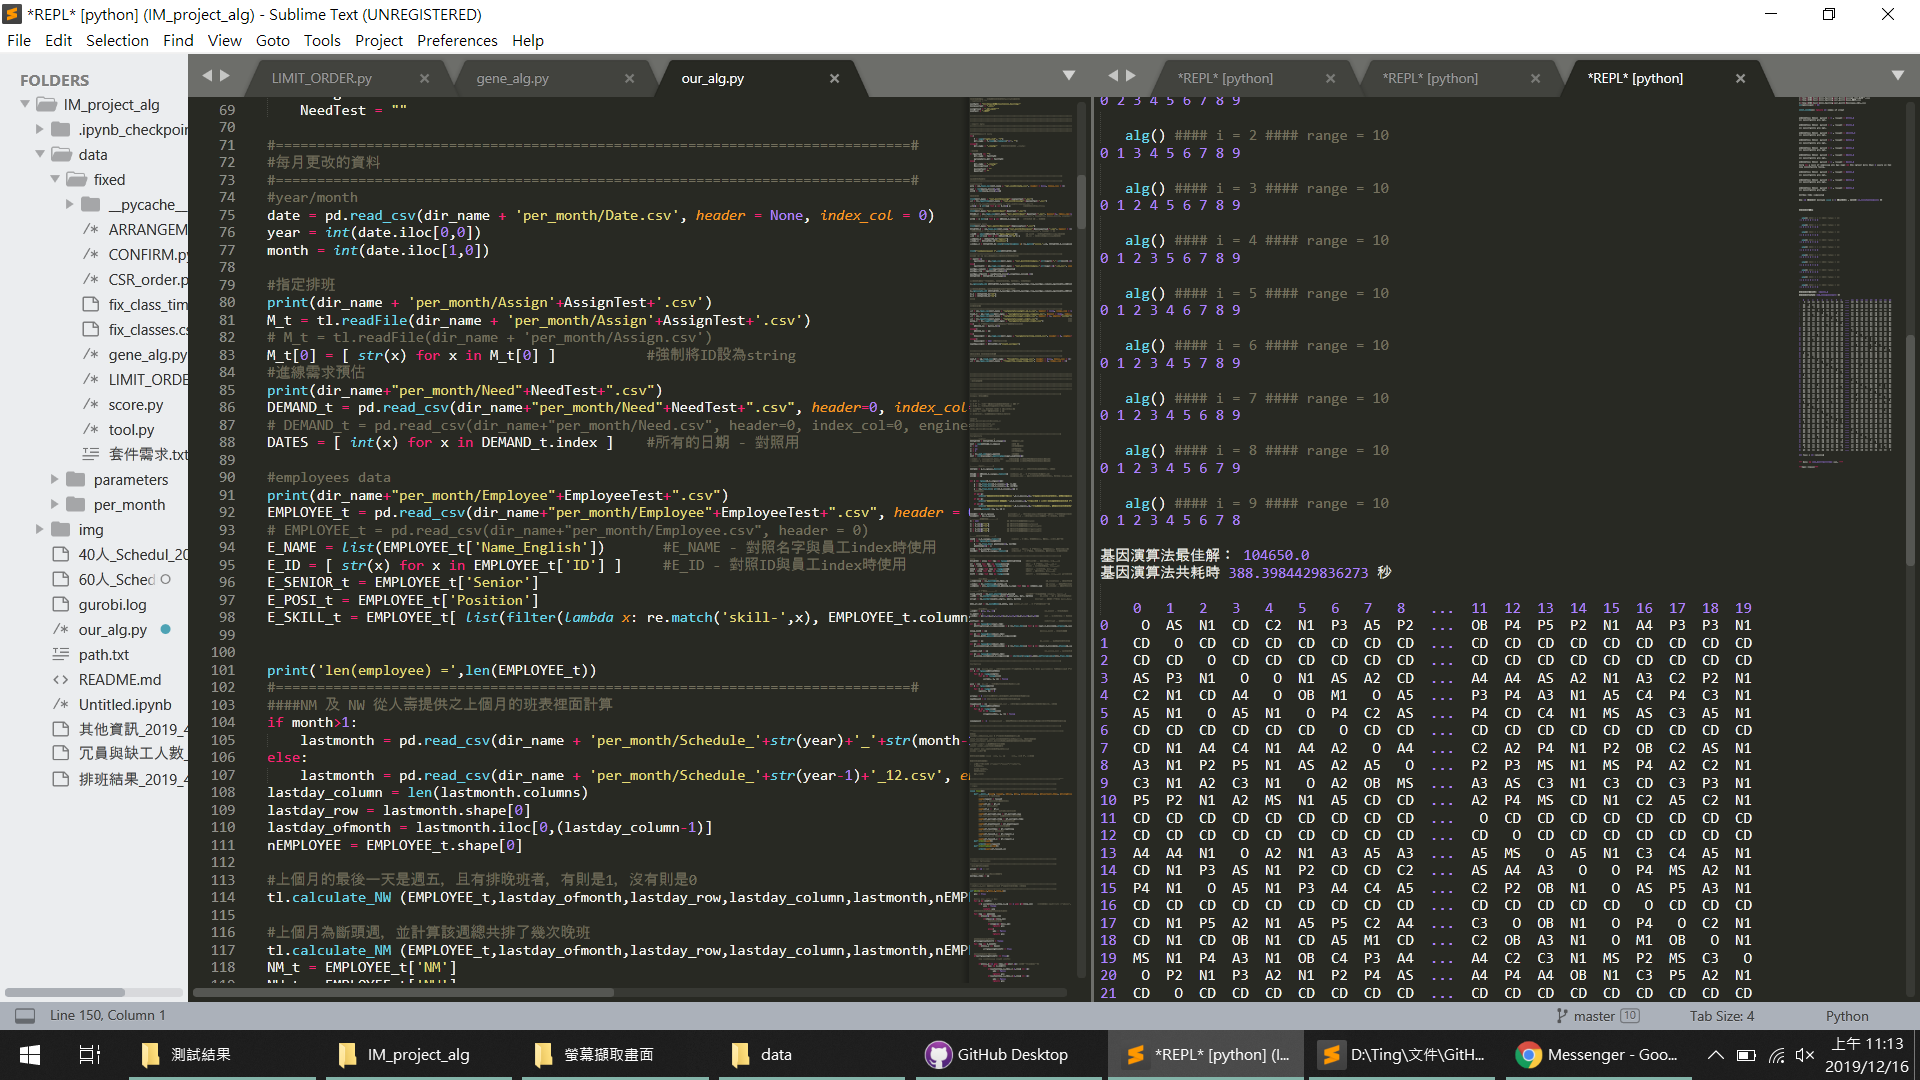 *REPL* [python] (IM_project_alg) - Sublime Text (UNREGISTERED)
File Edit Selection Find View Goto Tools Project Preferences Help
FOLDERS
IM_project_alg
.ipynb_checkpoin
data
fixed
__pycache__
/* ARRANGEM
/* CONFIRM.py
/* CSR_order.p
fix_class_tim
fix_classes.cs
/* gene_alg.py
/* LIMIT_ORDE
/* score.py
/* tool.py
套件需求.txt
parameters
per_month
img
40人_Schedul_20
60人_Sched
gurobi.log
/* our_alg.py
path.txt
<> README.md
/* Untitled.ipynb
其他資訊_2019_4
冗員與缺工人數_
排班結果_2019_4
LIMIT_ORDER.py gene_alg.py our_alg.py
69 NeedTest = ""
70
71 #=============================================================================#
72 #每月更改的資料
73 #=============================================================================#
74 #year/month
75 date = pd.read_csv(dir_name + 'per_month/Date.csv', header = None, index_col = 0)
76 year = int(date.iloc[0,0])
77 month = int(date.iloc[1,0])
78
79 #指定排班
80 print(dir_name + 'per_month/Assign'+AssignTest+'.csv')
81 M_t = tl.readFile(dir_name + 'per_month/Assign'+AssignTest+'.csv')
82 # M_t = tl.readFile(dir_name + 'per_month/Assign.csv')
83 M_t[0] = [ str(x) for x in M_t[0] ] #強制將ID設為string
84 #進線需求預估
85 print(dir_name+"per_month/Need"+NeedTest+".csv")
86 DEMAND_t = pd.read_csv(dir_name+"per_month/Need"+NeedTest+".csv", header=0, index_col
87 # DEMAND_t = pd.read_csv(dir_name+"per_month/Need.csv", header=0, index_col=0, engine
88 DATES = [ int(x) for x in DEMAND_t.index ] #所有的日期 - 對照用
89
90 #employees data
91 print(dir_name+"per_month/Employee"+EmployeeTest+".csv")
92 EMPLOYEE_t = pd.read_csv(dir_name+"per_month/Employee"+EmployeeTest+".csv", header =
93 # EMPLOYEE_t = pd.read_csv(dir_name+"per_month/Employee.csv", header = 0)
94 E_NAME = list(EMPLOYEE_t['Name_English']) #E_NAME - 對照名字與員工index時使用
95 E_ID = [ str(x) for x in EMPLOYEE_t['ID'] ] #E_ID - 對照ID與員工index時使用
96 E_SENIOR_t = EMPLOYEE_t['Senior']
97 E_POSI_t = EMPLOYEE_t['Position']
98 E_SKILL_t = EMPLOYEE_t[ list(filter(lambda x: re.match('skill-',x), EMPLOYEE_t.column
99
100
101 print('len(employee) =',len(EMPLOYEE_t))
102 #=============================================================================#
103 ####NM 及 NW 從人壽提供之上個月的班表裡面計算
104 if month>1:
105 lastmonth = pd.read_csv(dir_name + 'per_month/Schedule_'+str(year)+'_'+str(month-
106 else:
107 lastmonth = pd.read_csv(dir_name + 'per_month/Schedule_'+str(year-1)+'_12.csv', e
108 lastday_column = len(lastmonth.columns)
109 lastday_row = lastmonth.shape[0]
110 lastday_ofmonth = lastmonth.iloc[0,(lastday_column-1)]
111 nEMPLOYEE = EMPLOYEE_t.shape[0]
112
113 #上個月的最後一天是週五，且有排晚班者，有則是1，沒有則是0
114 tl.calculate_NW (EMPLOYEE_t,lastday_ofmonth,lastday_row,lastday_column,lastmonth,nEMP
115
116 #上個月為斷頭週，並計算該週總共排了幾次晚班
117 tl.calculate_NM (EMPLOYEE_t,lastday_ofmonth,lastday_row,lastday_column,lastmonth,nEMP
118 NM_t = EMPLOYEE_t['NM']
*REPL* [python] *REPL* [python] *REPL* [python]
0 2 3 4 5 6 7 8 9
alg() #### i = 2 #### range = 10
0 1 3 4 5 6 7 8 9
alg() #### i = 3 #### range = 10
0 1 2 4 5 6 7 8 9
alg() #### i = 4 #### range = 10
0 1 2 3 5 6 7 8 9
alg() #### i = 5 #### range = 10
0 1 2 3 4 6 7 8 9
alg() #### i = 6 #### range = 10
0 1 2 3 4 5 7 8 9
alg() #### i = 7 #### range = 10
0 1 2 3 4 5 6 8 9
alg() #### i = 8 #### range = 10
0 1 2 3 4 5 6 7 9
alg() #### i = 9 #### range = 10
0 1 2 3 4 5 6 7 8
基因演算法最佳解： 104650.0
基因演算法共耗時 388.3984429836273 秒
0 1 2 3 4 5 6 7 8 ... 11 12 13 14 15 16 17 18 19
0 O AS N1 CD C2 N1 P3 A5 P2 ... OB P4 P5 P2 N1 A4 P3 P3 N1
1 CD O CD CD CD CD CD CD CD ... CD CD CD CD CD CD CD CD CD
2 CD CD O CD CD CD CD CD CD ... CD CD CD CD CD CD CD CD CD
3 AS P3 N1 O O N1 AS A2 CD ... A4 A4 AS A2 N1 A3 C2 P2 N1
4 C2 N1 CD A4 O OB M1 O A5 ... P3 P4 A3 N1 A5 C4 P4 C3 N1
5 A5 N1 O A5 N1 O P4 C2 AS ... P4 CD C4 N1 MS AS C3 A5 N1
6 CD CD CD CD CD CD O CD CD ... CD CD CD CD CD CD CD CD CD
7 CD N1 A4 C4 N1 A4 A2 O A4 ... C2 A2 P4 N1 P2 OB C2 AS N1
8 A3 N1 P2 P5 N1 AS A2 A5 O ... P2 P3 MS N1 MS P4 A2 C2 N1
9 C3 N1 A2 C3 N1 O A2 OB MS ... A3 AS C3 N1 C3 CD C3 P3 N1
10 P5 P2 N1 A2 MS N1 A5 CD CD ... A2 P4 MS CD N1 C2 A5 C2 N1
11 CD CD CD CD CD CD CD CD CD ... O CD CD CD CD CD CD CD CD
12 CD CD CD CD CD CD CD CD CD ... CD O CD CD CD CD CD CD CD
13 A4 A4 N1 O A2 N1 A3 A5 A3 ... A5 MS O A5 N1 C3 C4 A5 N1
14 CD N1 P3 AS N1 P2 CD CD C2 ... AS A4 A3 O O P4 MS A2 N1
15 P4 N1 O A5 N1 P3 A4 C4 A5 ... C2 P2 OB N1 O AS P5 A3 N1
16 CD CD CD CD CD CD CD CD CD ... CD CD CD CD CD O CD CD CD
17 CD N1 P5 A2 N1 A5 P5 C2 A4 ... C3 O OB N1 O P4 O C2 N1
18 CD N1 CD OB N1 CD A5 M1 CD ... C2 OB A3 N1 O M1 OB O N1
19 MS N1 P4 A3 N1 OB C4 P3 A4 ... A4 C2 C3 N1 MS P2 MS C3 O
20 O P2 N1 P3 A2 N1 P2 P4 AS ... A4 P4 A4 OB N1 C3 P5 A2 N1
21 CD O CD CD CD CD CD CD CD ... CD CD CD CD CD CD CD CD CD
Line 150, Column 1 master 10 Tab Size: 4 Python
測試結果 IM_project_alg 螢幕擷取畫面 data GitHub Desktop *REPL* [python] (I... D:\Ting\文件\GitH... Messenger - Goo...
上午 11:13
2019/12/16